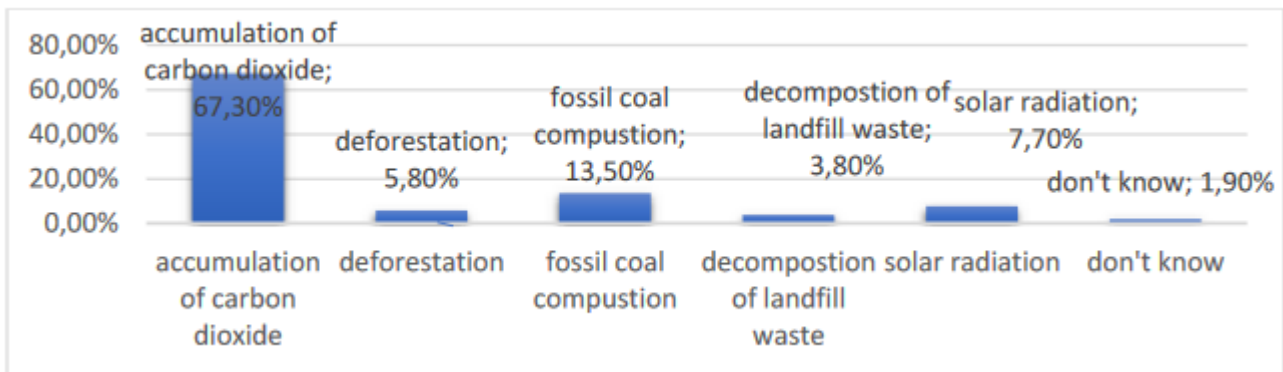 80,00%
60,00%
40,00%
20,00%
0,00%
accumulation of
carbon dioxide;
67,30%
deforestation;
5,80%
fossil coal
compustion;
13,50%
decompostion of
landfill waste;
3,80%
solar radiation;
7,70%
don't know; 1,90%
accumulation
of carbon
dioxide
deforestation
fossil coal
compustion
decompostion
of landfill
waste
solar radiation
don't know